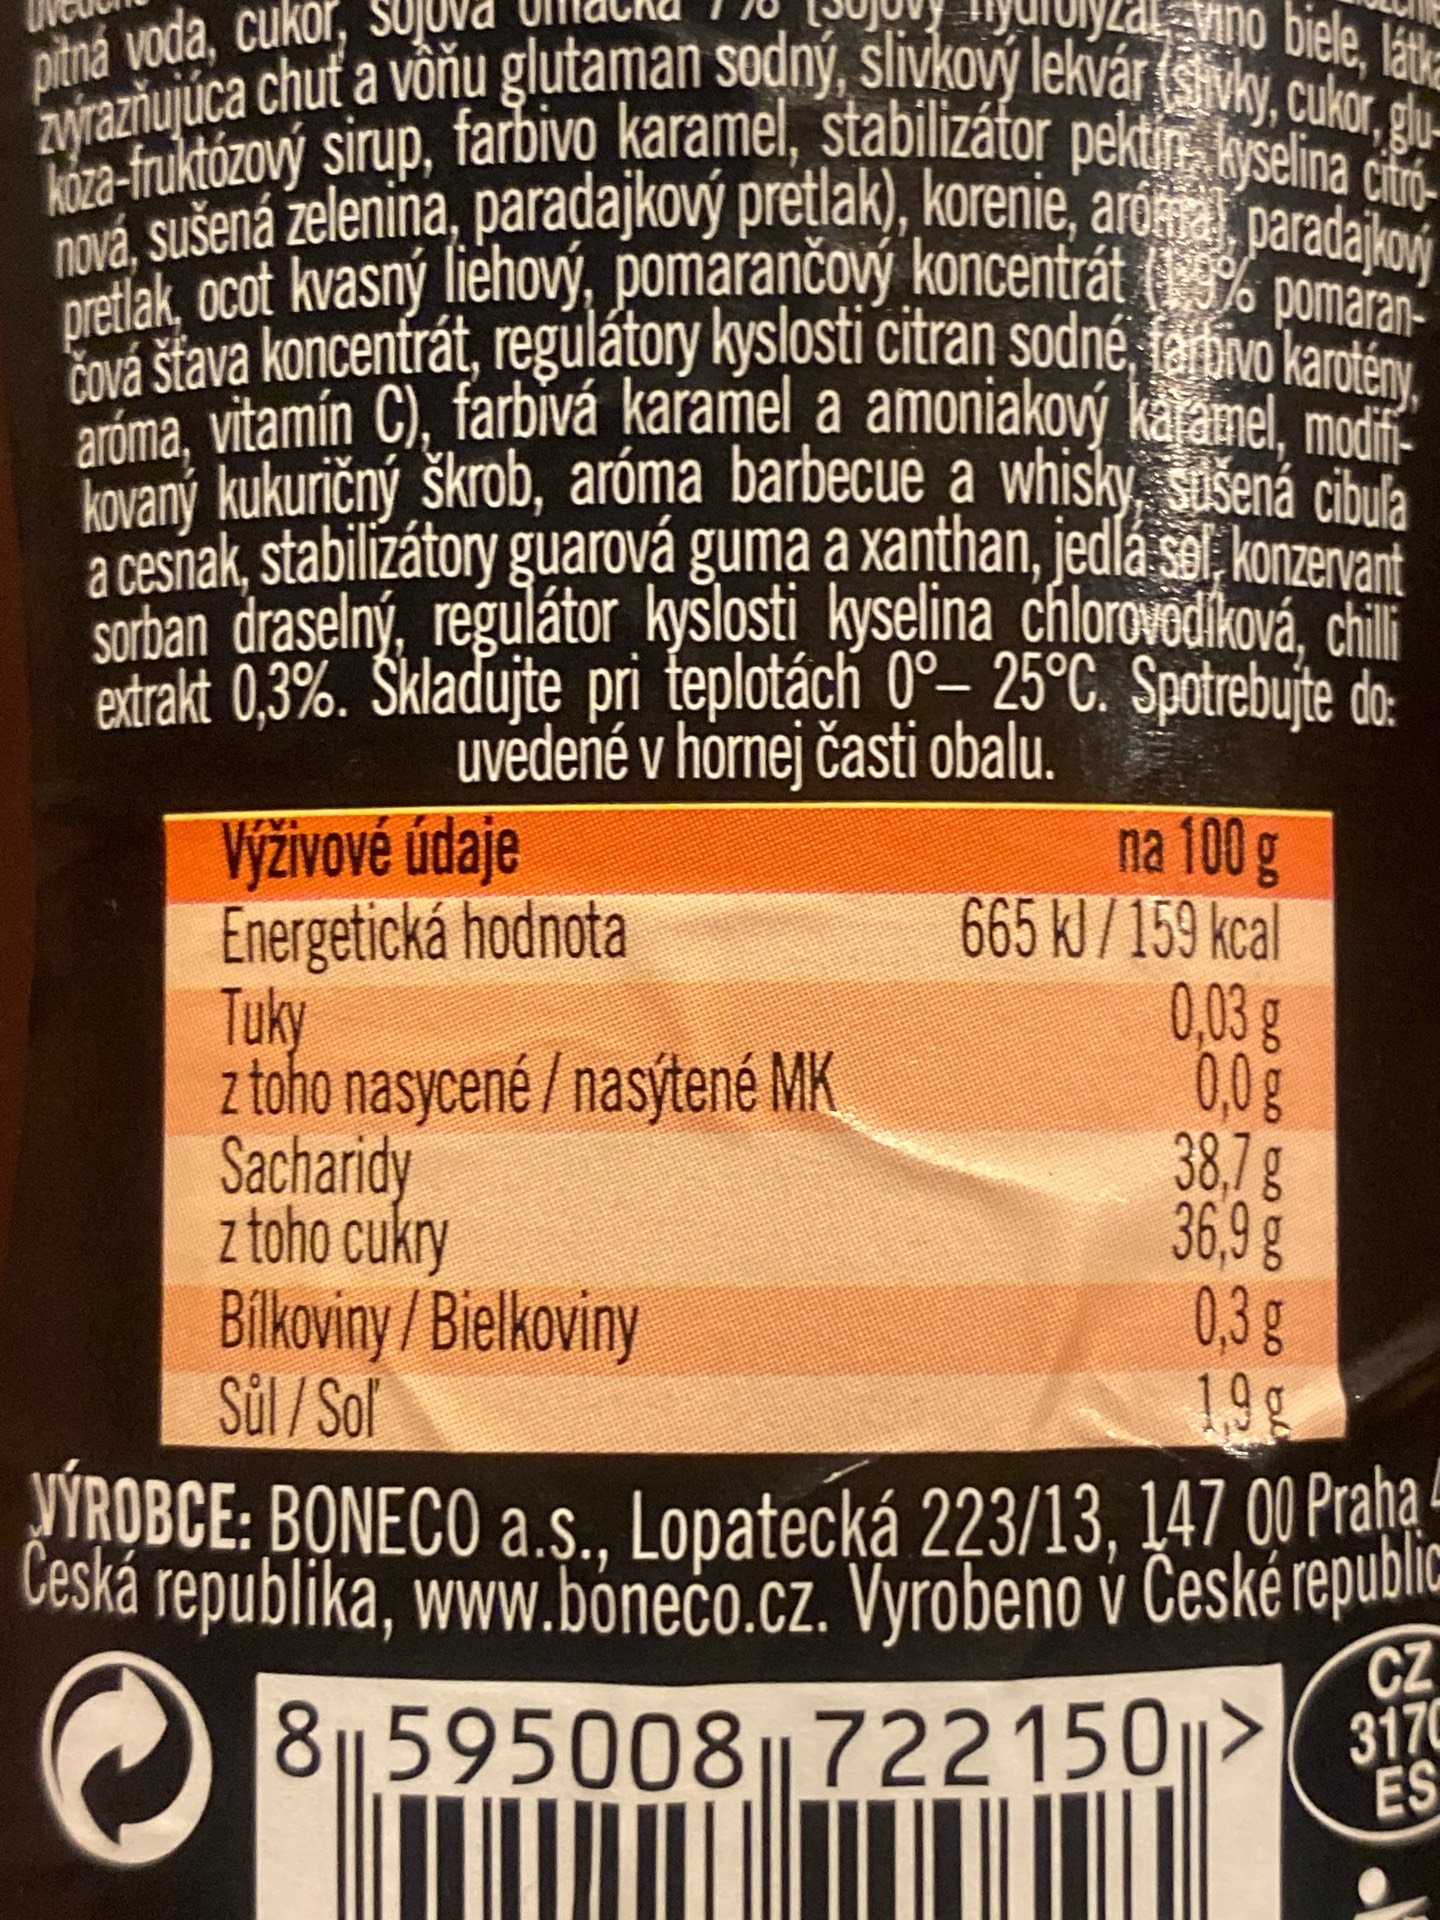 pitná voda, cukor, sójová omáčka 7% (sójový hydrolyzát, víno biele, látka
zvýrazňujúca chuť a vôňu glutaman sodný, slivkový lekvár (slivky, cukor, glu-
kóza-fruktózový sirup, farbivo karamel, stabilizátor pektín, kyselina citró-
nová, sušená zelenina, paradajkový pretlak), korenie, aróma), paradajkový
pretlak, ocot kvasný liehový, pomarančový koncentrát ( % pomaran-
čová šťava koncentrát, regulátory kyslosti citran sodné, farbivo karotény,
aróma, vitamín C), farbivá karamel a amoniakový karamel, modifi-
kovaný kukuričný škrob, aróma barbecue a whisky, sušená cibuľa
a cesnak, stabilizátory guarová guma a xanthan, jedlá soľ, konzervant
sorban draselný, regulátor kyslosti kyselina chlorovodíková, chilli
extrakt 0,3%. Skladujte pri teplotách 0°– 25°C. Spotrebujte do:
uvedené v hornej časti obalu.
Výživové údaje na 100 g
Energetická hodnota 665 kJ / 159 kcal
Tuky 0,03 g
z toho nasycené / nasýtené MK 0,0 g
Sacharidy 38,7 g
z toho cukry 36,9 g
Bílkoviny / Bielkoviny 0,3 g
Sůl / Soľ 1,9 g
VÝROBCE: BONECO a.s., Lopatecká 223/13, 147 00 Praha 4
Česká republika, www.boneco.cz. Vyrobeno v České republic
8 595008 722150 >
CZ
3170
ES